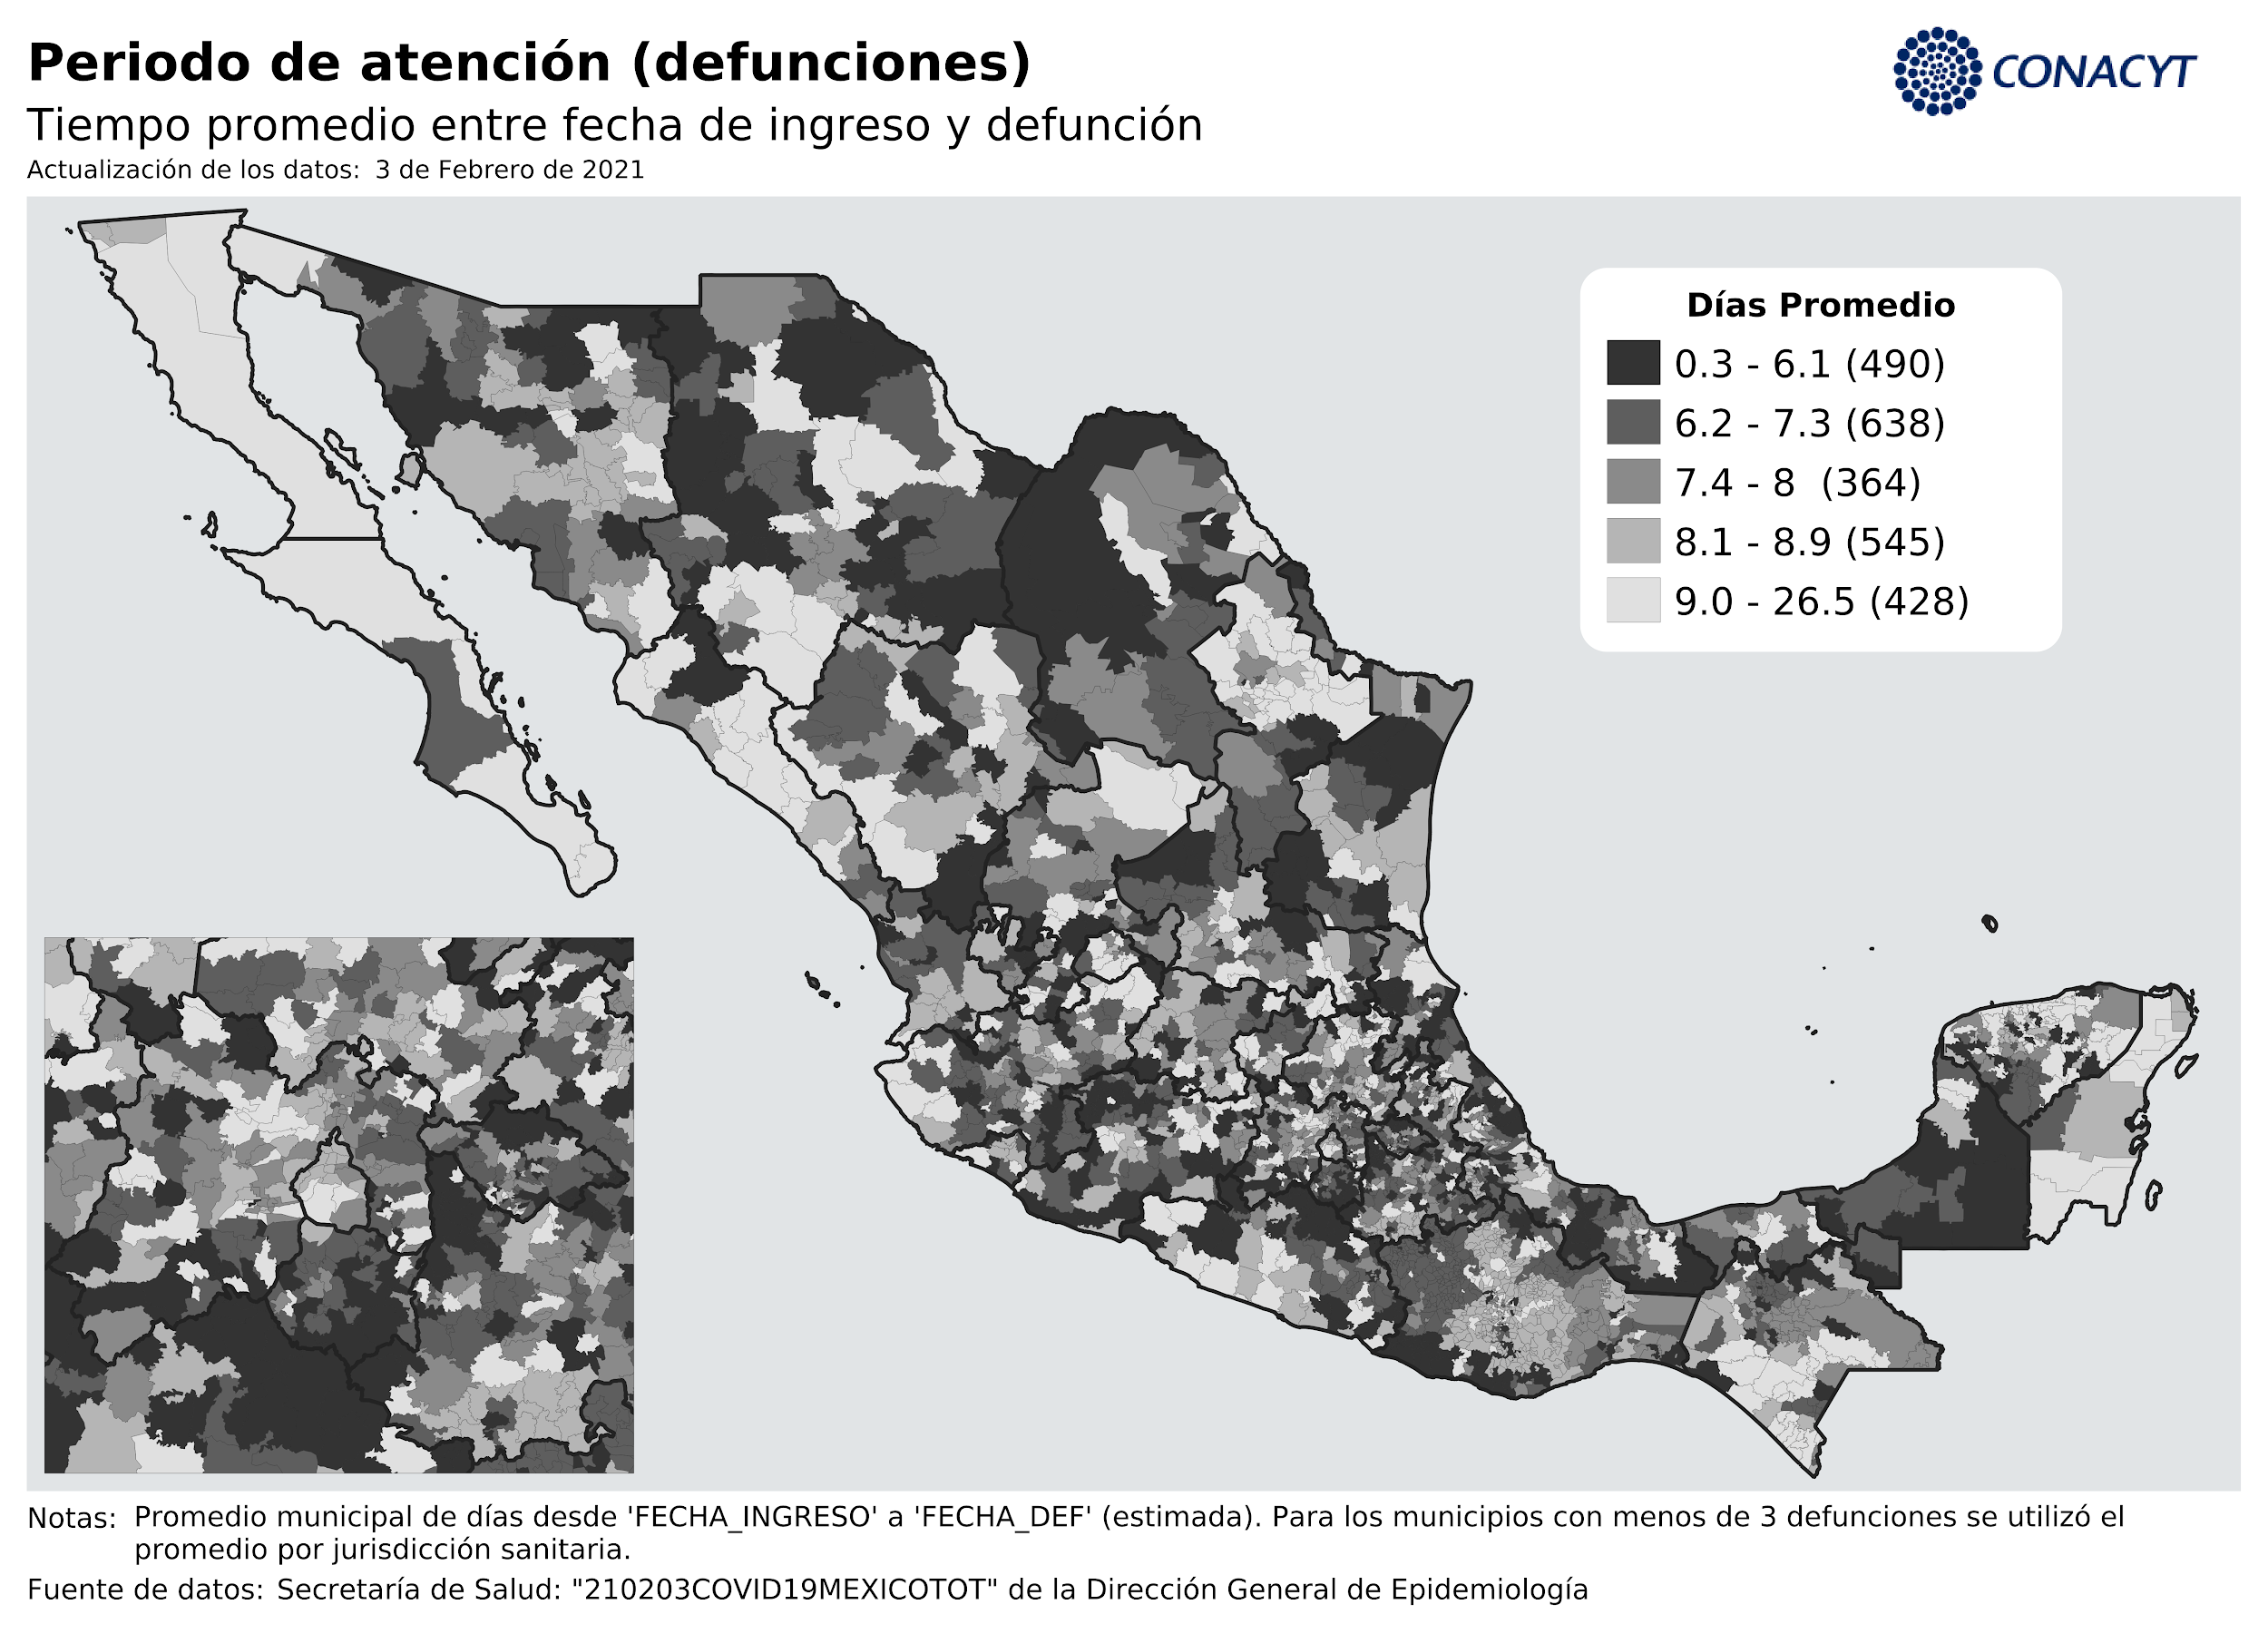 Periodo de atención (defunciones)
Tiempo promedio entre fecha de ingreso y defunción
Actualización de los datos: 3 de Febrero de 2021
CONACYT
Días Promedio
0.3 - 6.1 (490)
6.2 - 7.3 (638)
7.4 - 8 (364)
8.1 - 8.9 (545)
9.0 - 26.5 (428)
Notas: Promedio municipal de días desde 'FECHA_INGRESO' a 'FECHA_DEF' (estimada). Para los municipios con menos de 3 defunciones se utilizó el
promedio por jurisdicción sanitaria.
Fuente de datos: Secretaría de Salud: "210203COVID19MEXICOTOT" de la Dirección General de Epidemiología